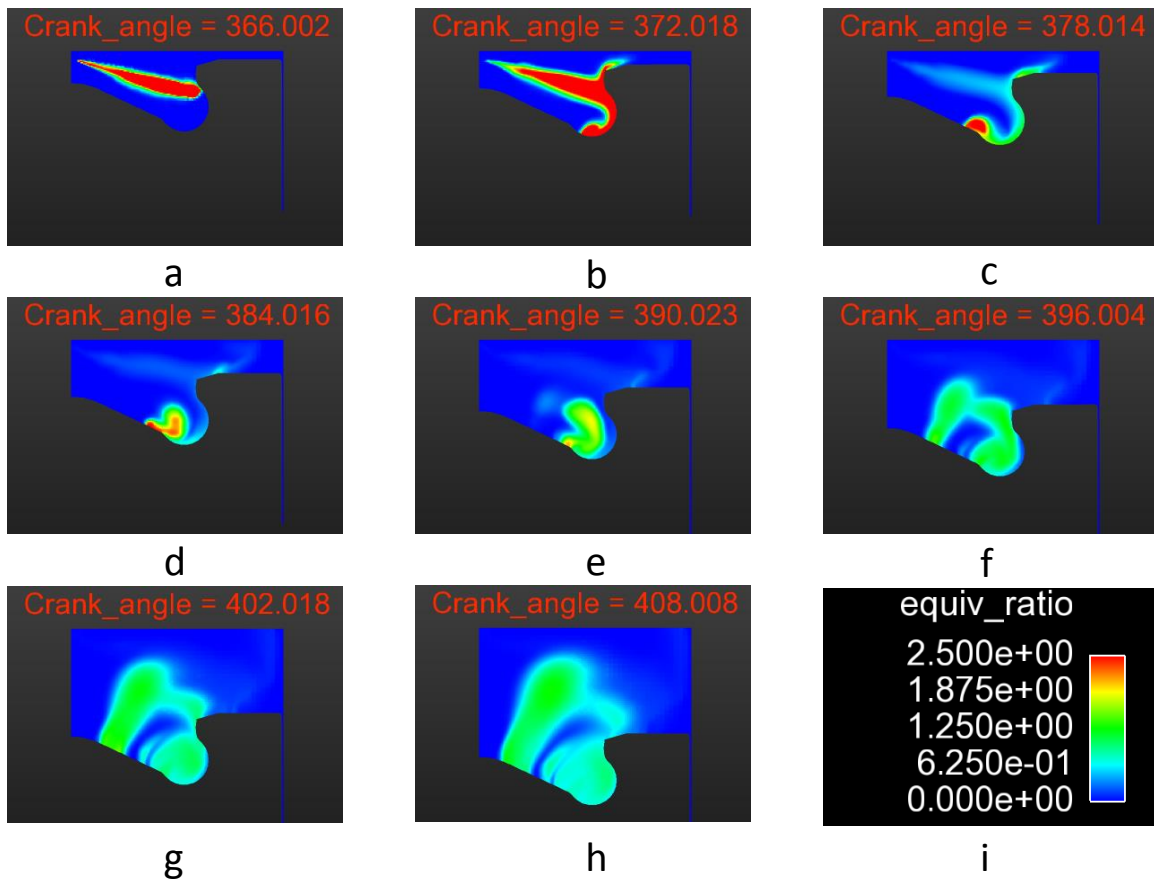 Crank_angle = 366.002
Crank_angle = 372.018
Crank_angle = 378.014
a
b
c
Crank_angle = 384.016
Crank_angle = 390.023
Crank_angle = 396.004
d
e
f
Crank_angle = 402.018
Crank_angle = 408.008
equiv_ratio
2.500e+00
1.875e+00
1.250e+00
6.250e-01
0.000e+00
g
h
i